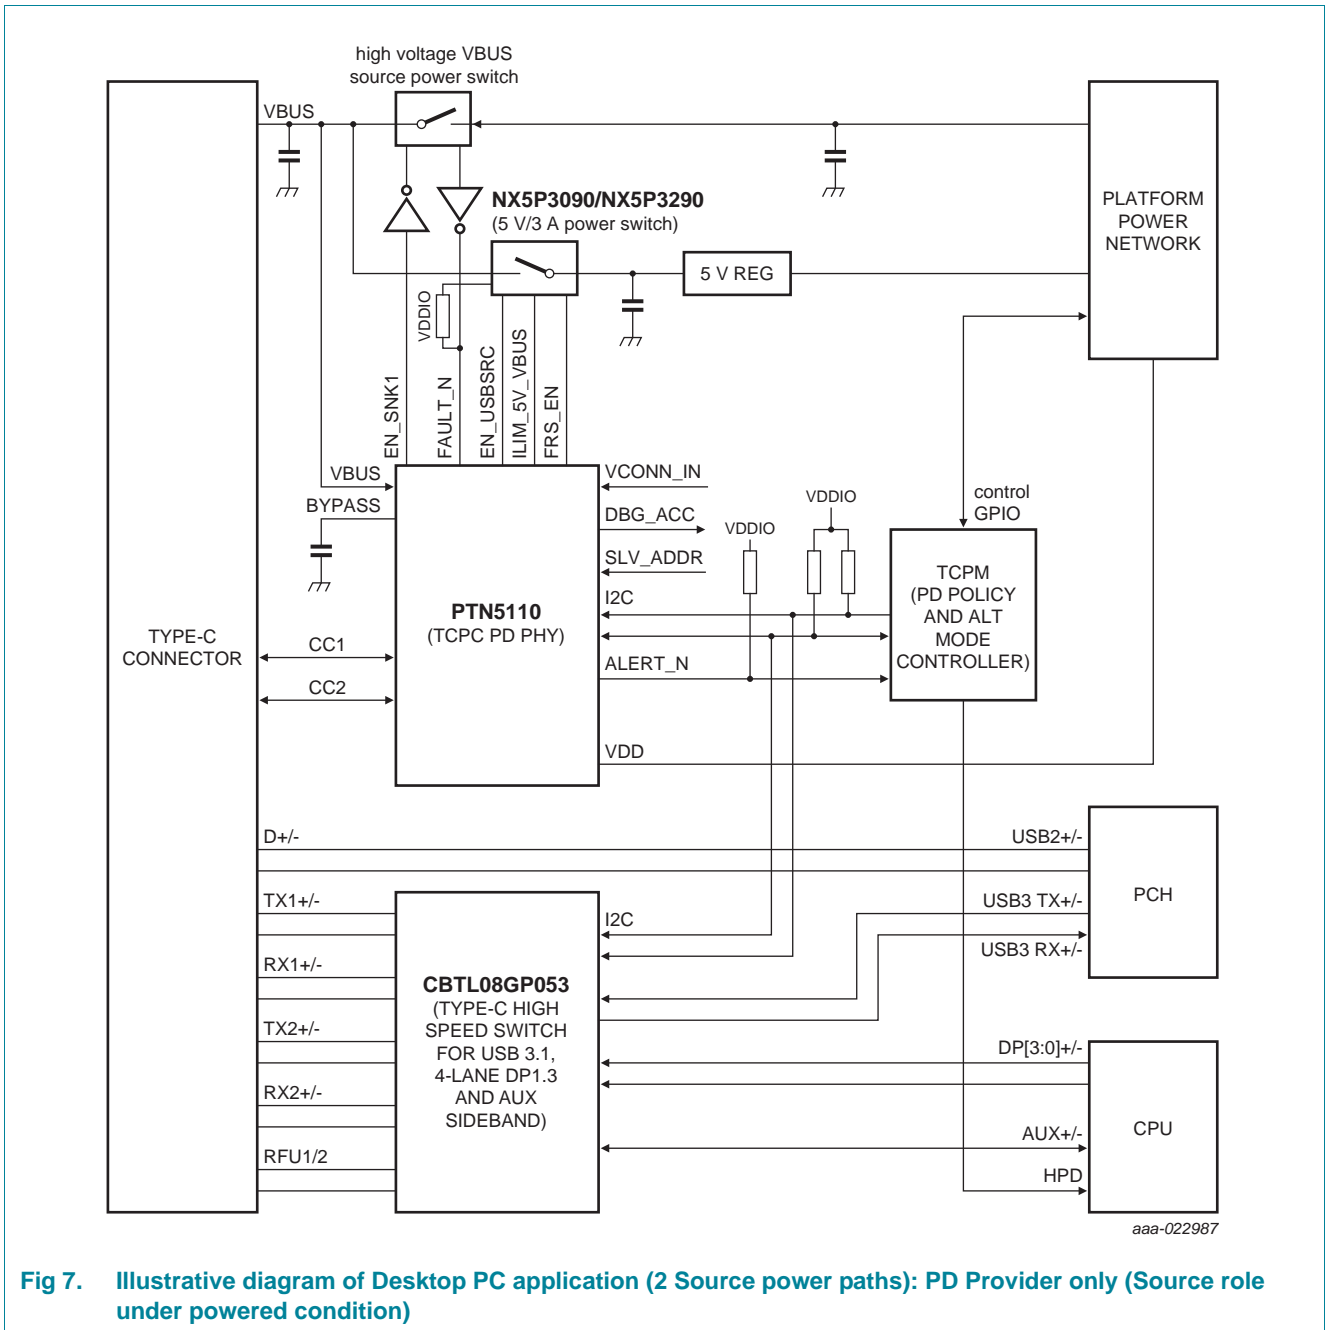 high voltage VBUS
source power switch
VBUS
NX5P3090/NX5P3290
(5 V/3 A power switch)
5 V REG
PLATFORM
POWER
NETWORK
VDDIO
EN_SNK1
FAULT_N
EN_USBSRC
ILIM_5V_VBUS
FRS_EN
VBUS
BYPASS
VCONN_IN
DBG_ACC
SLV_ADDR
I2C
ALERT_N
VDD
VDDIO
VDDIO
control
GPIO
PTN5110
(TCPC PD PHY)
TCPM
(PD POLICY
AND ALT
MODE
CONTROLLER)
TYPE-C
CONNECTOR
CC1
CC2
D+/-
TX1+/-
RX1+/-
TX2+/-
RX2+/-
RFU1/2
I2C
CBTL08GP053
(TYPE-C HIGH
SPEED SWITCH
FOR USB 3.1,
4-LANE DP1.3
AND AUX
SIDEBAND)
USB2+/-
USB3 TX+/-
USB3 RX+/-
PCH
DP[3:0]+/-
AUX+/-
HPD
CPU
aaa-022987
Fig 7. Illustrative diagram of Desktop PC application (2 Source power paths): PD Provider only (Source role
under powered condition)